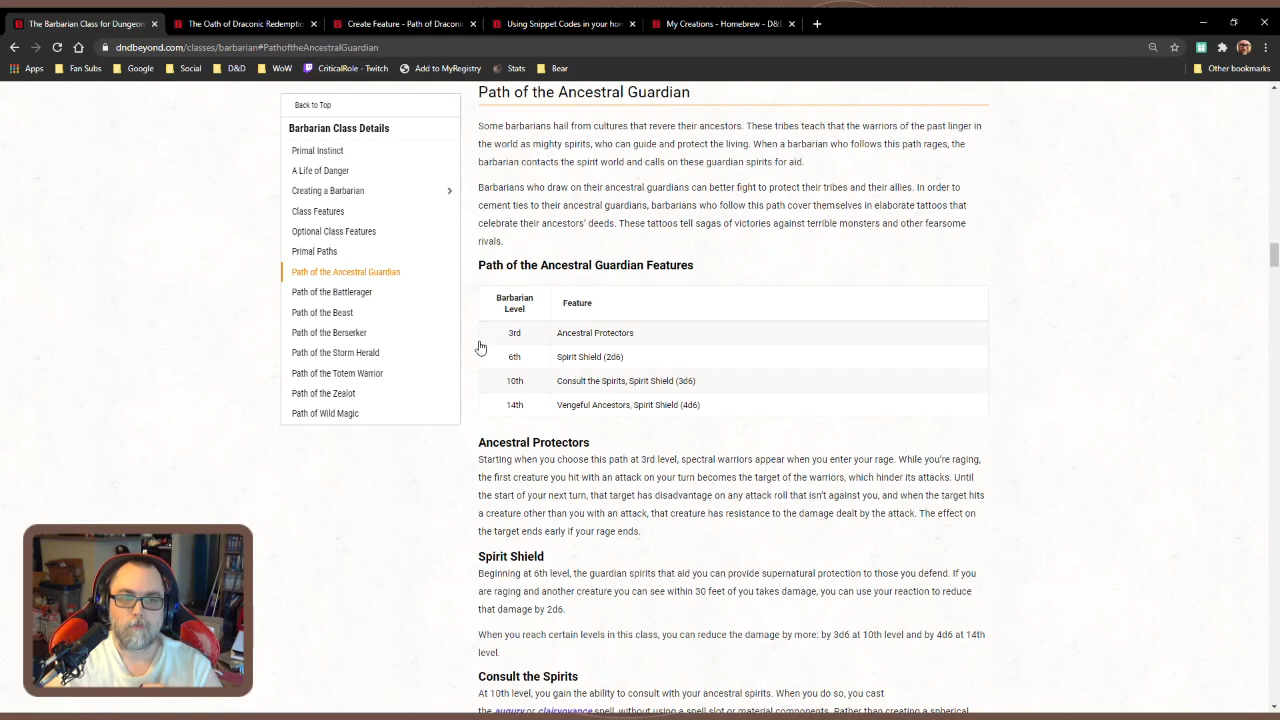 The Barbarian Class for Dungeon
The Oath of Draconic Redemptio
Create Feature - Path of Draconic
Using Snippet Codes in your hom
My Creations - Homebrew - D&D
dndbeyond.com/classes/barbarian#PathoftheAncestralGuardian
Apps
Fan Subs
Google
Social
D&D
WoW
CriticalRole - Twitch
Add to MyRegistry
Stats
Bear
Other bookmarks
Back to Top
Barbarian Class Details
Primal Instinct
A Life of Danger
Creating a Barbarian
Class Features
Optional Class Features
Primal Paths
Path of the Ancestral Guardian
Path of the Battlerager
Path of the Beast
Path of the Berserker
Path of the Storm Herald
Path of the Totem Warrior
Path of the Zealot
Path of Wild Magic
Path of the Ancestral Guardian
Some barbarians hail from cultures that revere their ancestors. These tribes teach that the warriors of the past linger in
the world as mighty spirits, who can guide and protect the living. When a barbarian who follows this path rages, the
barbarian contacts the spirit world and calls on these guardian spirits for aid.
Barbarians who draw on their ancestral guardians can better fight to protect their tribes and their allies. In order to
cement ties to their ancestral guardians, barbarians who follow this path cover themselves in elaborate tattoos that
celebrate their ancestors' deeds. These tattoos tell sagas of victories against terrible monsters and other fearsome
rivals.
Path of the Ancestral Guardian Features
Barbarian
Level
Feature
3rd Ancestral Protectors
6th Spirit Shield (2d6)
10th Consult the Spirits, Spirit Shield (3d6)
14th Vengeful Ancestors, Spirit Shield (4d6)
Ancestral Protectors
Starting when you choose this path at 3rd level, spectral warriors appear when you enter your rage. While you're raging,
the first creature you hit with an attack on your turn becomes the target of the warriors, which hinder its attacks. Until
the start of your next turn, that target has disadvantage on any attack roll that isn't against you, and when the target hits
a creature other than you with an attack, that creature has resistance to the damage dealt by the attack. The effect on
the target ends early if your rage ends.
Spirit Shield
Beginning at 6th level, the guardian spirits that aid you can provide supernatural protection to those you defend. If you
are raging and another creature you can see within 30 feet of you takes damage, you can use your reaction to reduce
that damage by 2d6.
When you reach certain levels in this class, you can reduce the damage by more: by 3d6 at 10th level and by 4d6 at 14th
level.
Consult the Spirits
At 10th level, you gain the ability to consult with your ancestral spirits. When you do so, you cast
the augury or clairvoyance spell, without using a spell slot or material components. Rather than creating a spherical